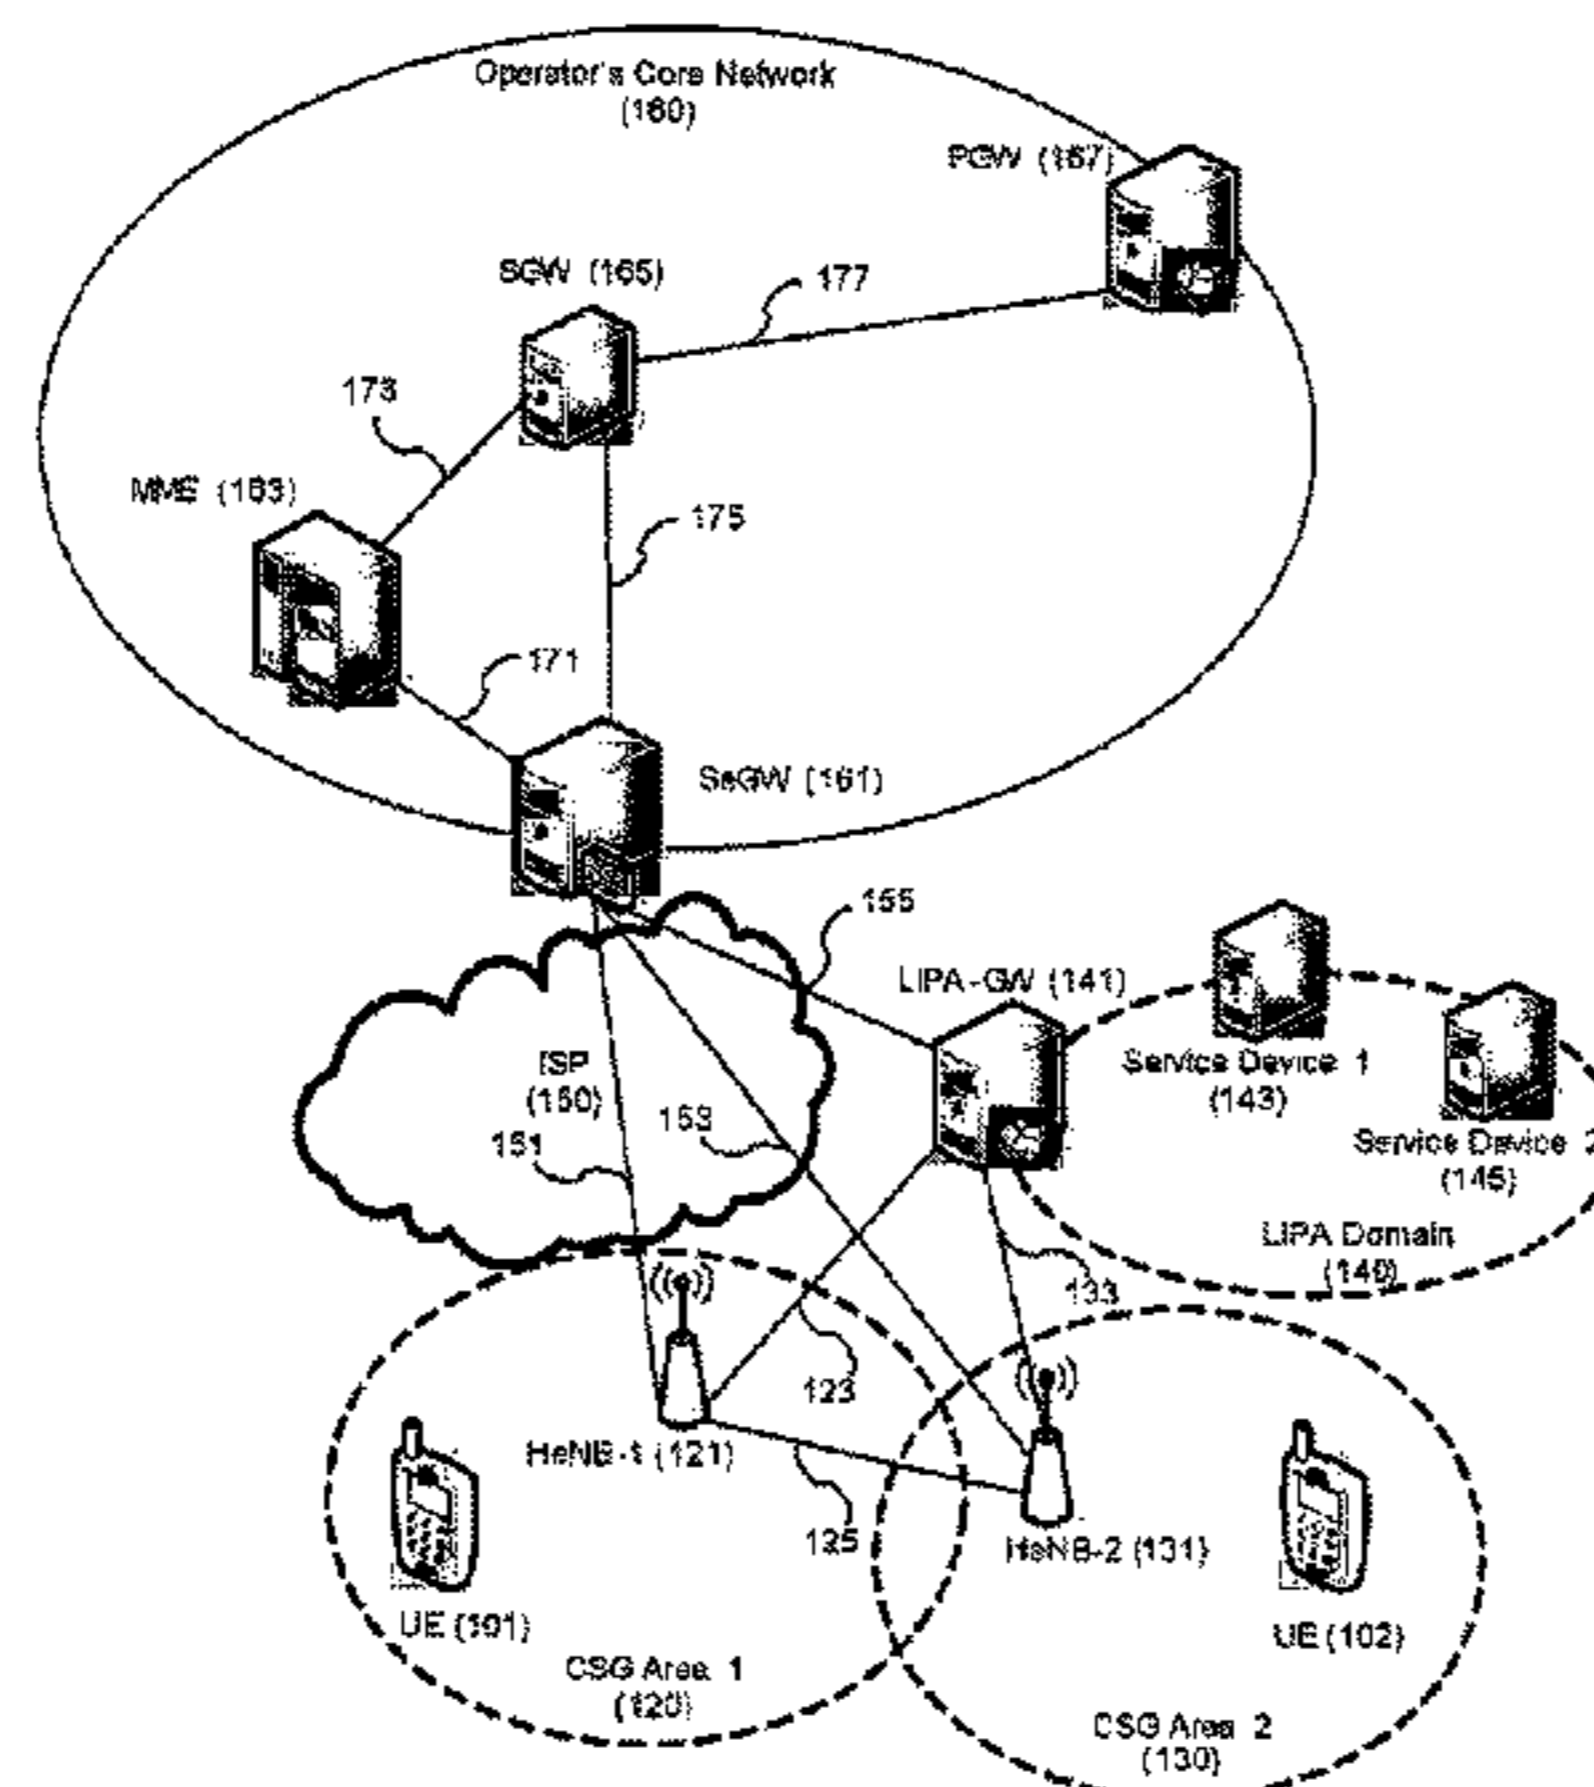 Operator's Core Network
(160)
PGW (167)
SGW (165)
177
173
MME (163)
175
171
SeGW (161)
155
LIPA-GW (141)
ISP
(150)
Service Device 1
(143)
153
151
Service Device 2
(145)
LIPA Domain
(140)
133
123
HeNB-1 (121)
125
HeNB-2 (131)
UE (101)
UE (102)
CSG Area 1
(120)
CSG Area 2
(130)